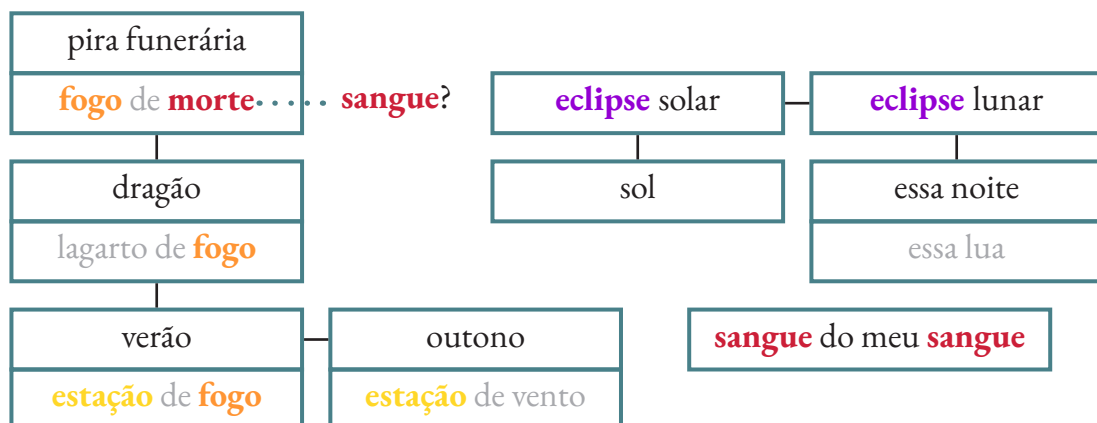 pira funerária
fogo de morte..... sangue?
eclipse solar
eclipse lunar
dragão
lagarto de fogo
sol
essa noite
essa lua
verão
estação de fogo
outono
estação de vento
sangue do meu sangue